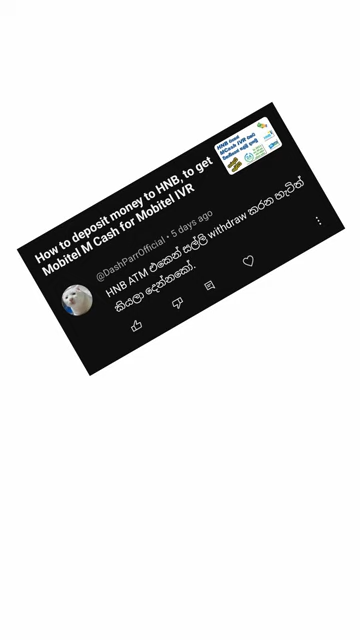 How to deposit money to HNB, to get
Mobitel M Cash for Mobitel IVR
@DashParrOfficial • 5 days ago
HNB ATM එකෙන් සල්ලි withdraw කරන හැටිත්
කියලා දෙන්නකෝ.